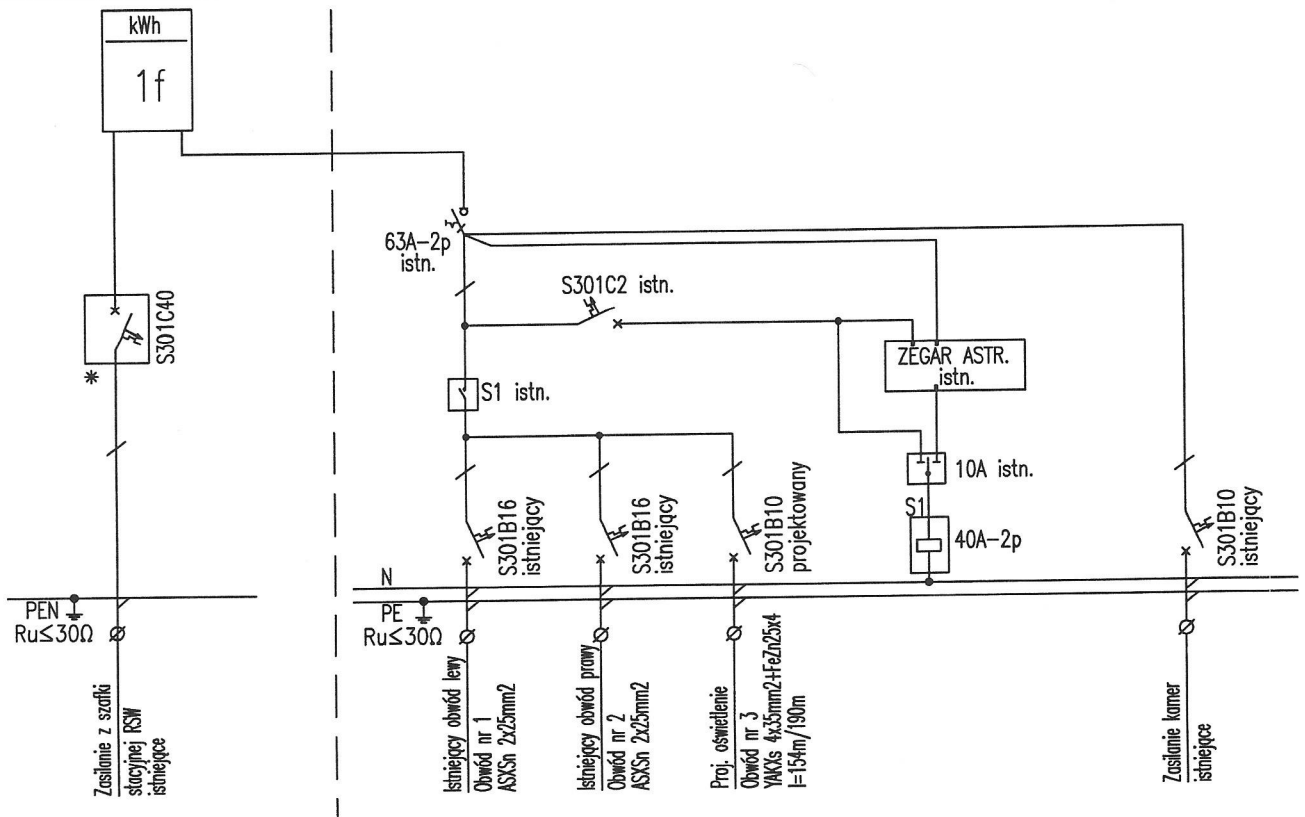 kWh
1f
S301C40
*
63A-2p
istn.
S301C2 istn.
ZEGAR ASTR.
istn.
S1 istn.
10A istn.
S1
40A-2p
S301B16
istniejący
S301B16
istniejący
S301B10
projektowany
S301B10
istniejący
N
PEN
Ru≤30Ω
PE
Ru≤30Ω
Zasilanie z szafki
stacyjnej RSW
istniejące
Istniejący obwód lewy
Obwód nr 1
ASXSn 2x25mm2
Istniejący obwód prawy
Obwód nr 2
ASXSn 2x25mm2
Proj. oświetlenie
Obwód nr 3
YAKXs 4x35mm2+FeZn25x4
l=154m/190m
Zasilanie kamer
istniejące